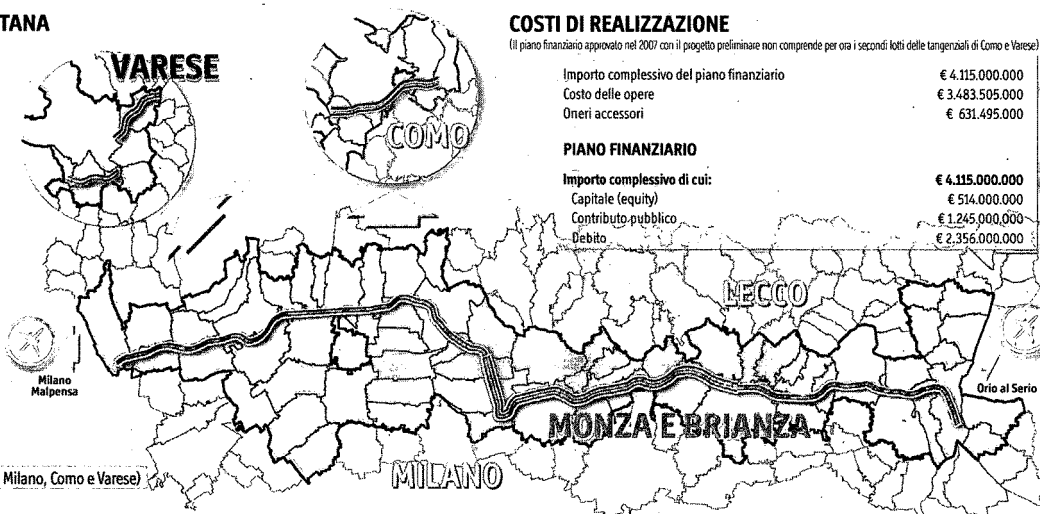 TANA
VARESE
COMO
COSTI DI REALIZZAZIONE
(Il piano finanziario approvato nel 2007 con il progetto preliminare non comprende per ora i secondi lotti delle tangenziali di Como e Varese)
Importo complessivo del piano finanziario € 4.115.000.000
Costo delle opere € 3.483.505.000
Oneri accessori € 631.495.000
PIANO FINANZIARIO
Importo complessivo di cui: € 4.115.000.000
Capitale (equity) € 514.000.000
Contributo pubblico € 1.245.000.000
Debito € 2.356.000.000
LECCO
Milano
Malpensa
Orio al Serio
MONZA E BRIANZA
MILANO
Milano, Como e Varese)